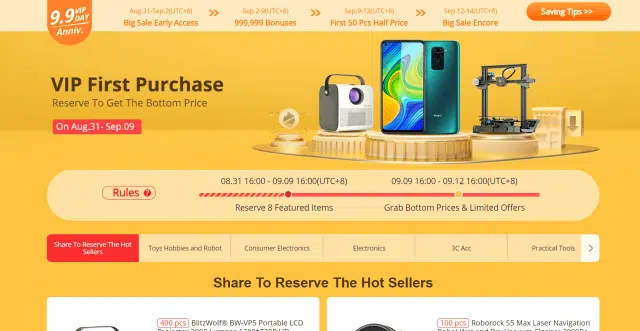 9.9 VIP DAY
Anniv.
Aug.31-Sep.2(UTC+8)
Big Sale Early Access
>>
Sep.2-9(UTC+8)
999,999 Bonuses
>>
Sep.9-12(UTC+8)
First 50 Pcs Half Price
>>
Sep.12-14(UTC+8)
Big Sale Encore
Saving Tips >>
VIP First Purchase
Reserve To Get The Bottom Price
On Aug.31- Sep.09
Rules ?
08.31 16:00 - 09.09 16:00(UTC+8)
09.09 16:00 - 09.12 16:00(UTC+8)
Reserve 8 Featured Items
Grab Bottom Prices & Limited Offers
Share To Reserve The Hot
Sellers
Toys Hobbies and Robot
Consumer Electronics
Electronics
3C Acc
Practical Tools
Share To Reserve The Hot Sellers
400 pcs BlitzWolf® BW-VP5 Portable LCD
100 pcs Roborock S5 Max Laser Navigation